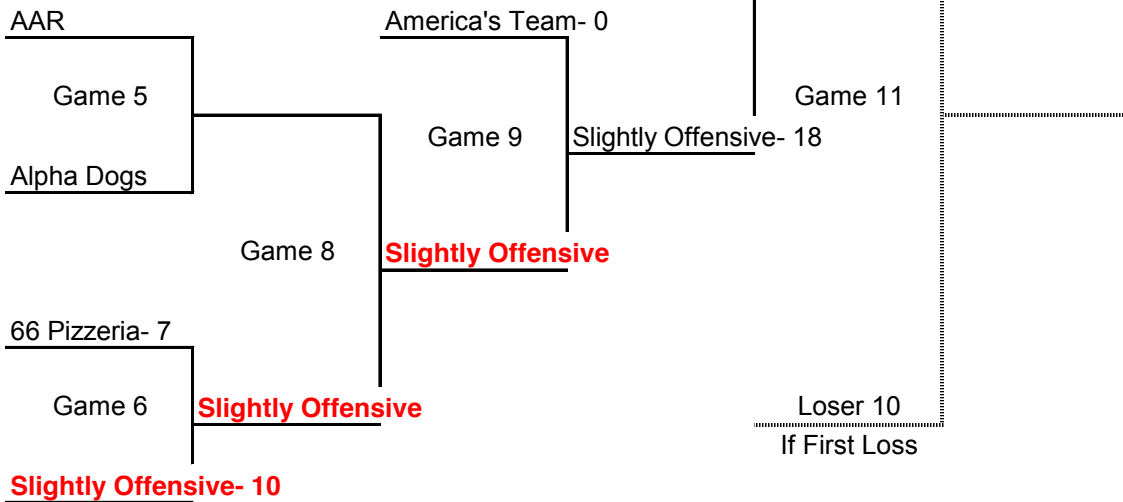 AAR
America's Team- 0
Game 5
Game 11
Game 9
Slightly Offensive- 18
Alpha Dogs
Game 8
Slightly Offensive
66 Pizzeria- 7
Game 6
Slightly Offensive
Loser 10
If First Loss
Slightly Offensive- 10